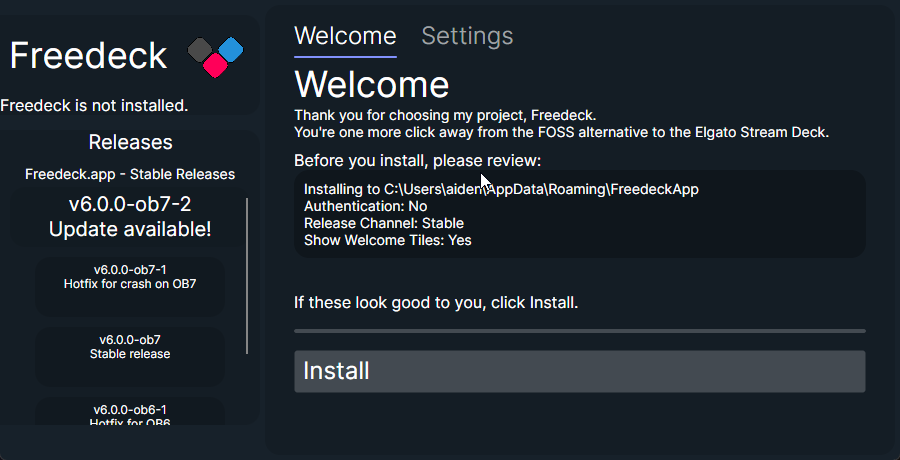 Freedeck
Freedeck is not installed.
Releases
Freedeck.app - Stable Releases
v6.0.0-ob7-2
Update available!
v6.0.0-ob7-1
Hotfix for crash on OB7
v6.0.0-ob7
Stable release
v6.0.0-ob6-1
Hotfix for OB6
Welcome Settings
Welcome
Thank you for choosing my project, Freedeck.
You're one more click away from the FOSS alternative to the Elgato Stream Deck.
Before you install, please review:
Installing to C:\Users\aiden\AppData\Roaming\FreedeckApp
Authentication: No
Release Channel: Stable
Show Welcome Tiles: Yes
If these look good to you, click Install.
Install